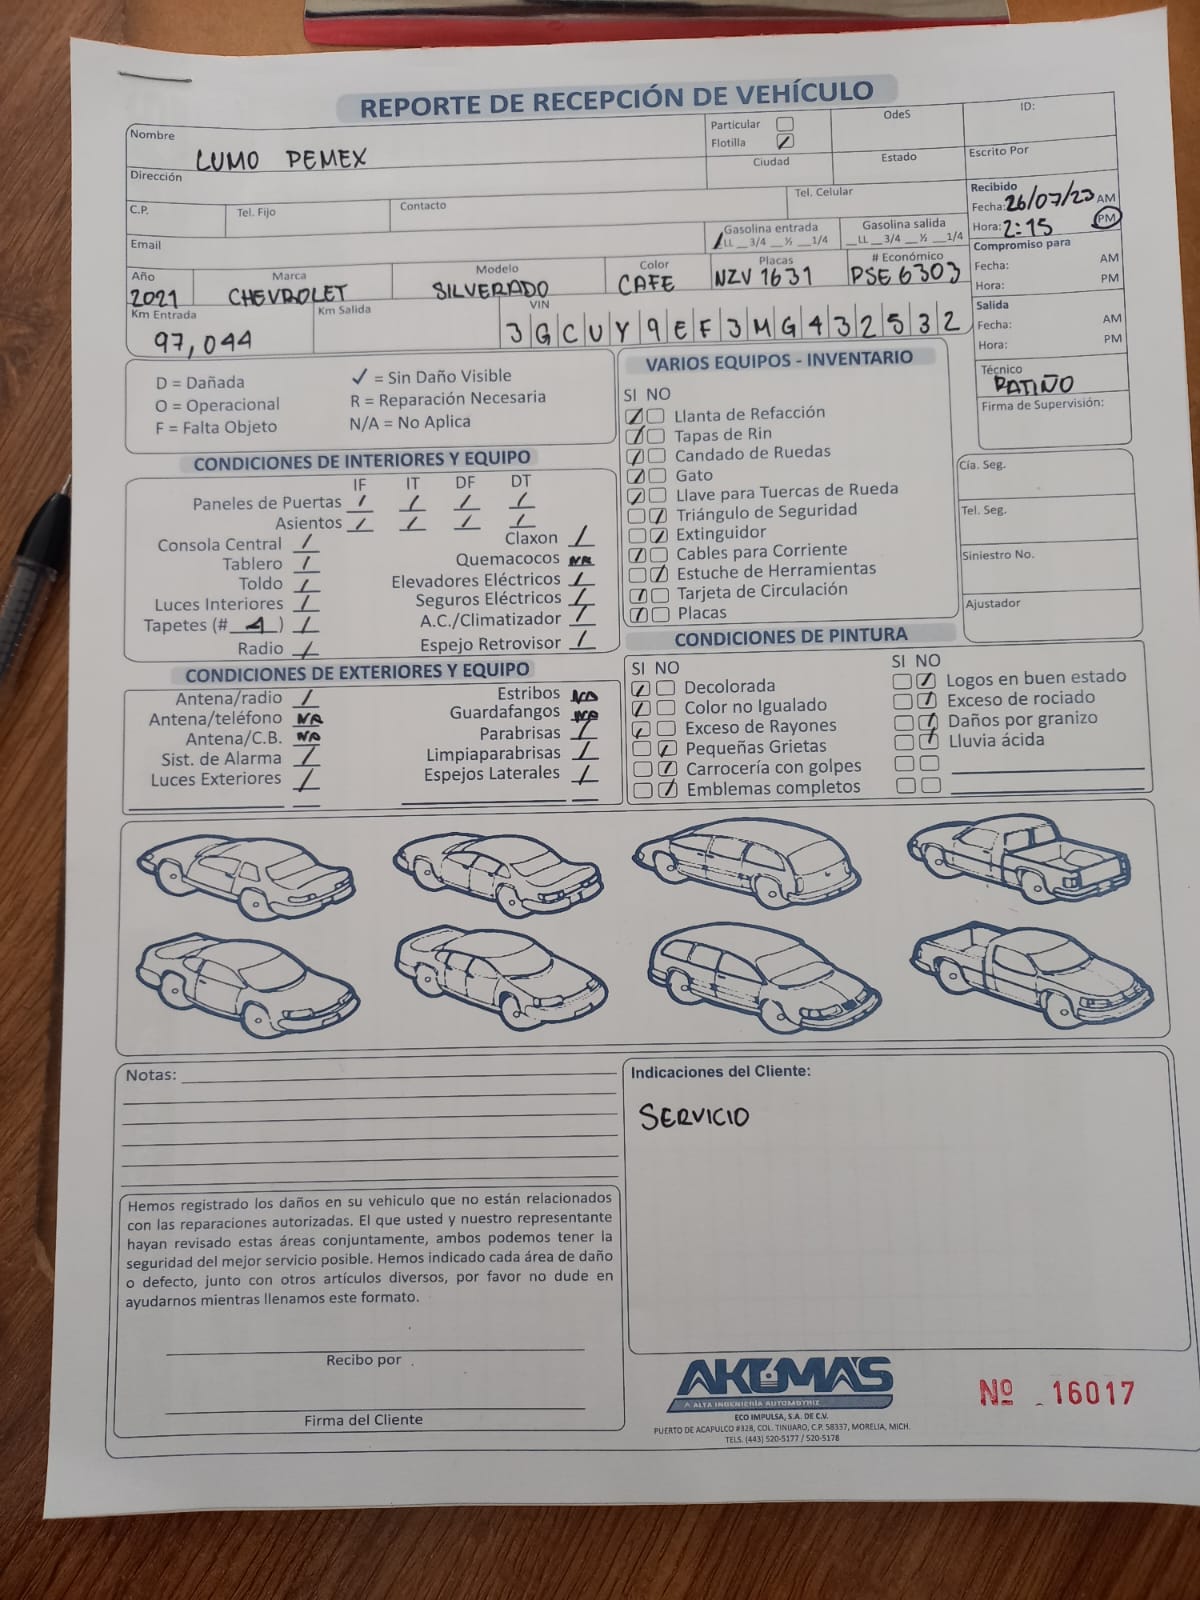 REPORTE DE RECEPCIÓN DE VEHÍCULO
Nombre LUMO PEMEX
Particular
Flotilla ✓
OdeS
ID:
Dirección
Ciudad
Estado
Escrito Por
C.P.
Tel. Fijo
Contacto
Tel. Celular
Recibido
Fecha: 26/07/23 AM
Hora: 2:15 PM
Email
Gasolina entrada
LL __3/4 __½ __1/4
Gasolina salida
__LL __3/4 __½ __1/4
Compromiso para
Fecha: AM
Hora: PM
Año 2021
Marca CHEVROLET
Modelo SILVERADO
Color CAFE
Placas NZV 1631
# Económico PSE 6303
Km Entrada 97,044
Km Salida
VIN 3GCUY9EF3MG432532
Salida
Fecha: AM
Hora: PM
Técnico PATIÑO
Firma de Supervisión:
D = Dañada
O = Operacional
F = Falta Objeto
✓ = Sin Daño Visible
R = Reparación Necesaria
N/A = No Aplica
CONDICIONES DE INTERIORES Y EQUIPO
IF IT DF DT
Paneles de Puertas ✓ ✓ ✓ ✓
Asientos ✓ ✓ ✓ ✓
Consola Central ✓
Tablero ✓
Toldo ✓
Luces Interiores ✓
Tapetes (# 4 ) ✓
Radio ✓
Claxon ✓
Quemacocos NA
Elevadores Eléctricos ✓
Seguros Eléctricos ✓
A.C./Climatizador ✓
Espejo Retrovisor ✓
CONDICIONES DE EXTERIORES Y EQUIPO
Antena/radio ✓
Antena/teléfono NA
Antena/C.B. NA
Sist. de Alarma ✓
Luces Exteriores ✓
Estribos NA
Guardafangos NA
Parabrisas ✓
Limpiaparabrisas ✓
Espejos Laterales ✓
VARIOS EQUIPOS - INVENTARIO
SI NO
Llanta de Refacción
Tapas de Rin
Candado de Ruedas
Gato
Llave para Tuercas de Rueda
Triángulo de Seguridad
Extinguidor
Cables para Corriente
Estuche de Herramientas
Tarjeta de Circulación
Placas
Cía. Seg.
Tel. Seg.
Siniestro No.
Ajustador
CONDICIONES DE PINTURA
SI NO
Decolorada
Color no Igualado
Exceso de Rayones
Pequeñas Grietas
Carrocería con golpes
Emblemas completos
SI NO
Logos en buen estado
Exceso de rociado
Daños por granizo
Lluvia ácida
Notas:
Indicaciones del Cliente:
SERVICIO
Hemos registrado los daños en su vehiculo que no están relacionados
con las reparaciones autorizadas. El que usted y nuestro representante
hayan revisado estas áreas conjuntamente, ambos podemos tener la
seguridad del mejor servicio posible. Hemos indicado cada área de daño
o defecto, junto con otros artículos diversos, por favor no dude en
ayudarnos mientras llenamos este formato.
Recibo por
Firma del Cliente
AKUMA'S
ALTA INGENIERÍA AUTOMOTRIZ
ECO IMPULSA, S.A. DE C.V.
PUERTO DE ACAPULCO #328, COL. TINIJARO, C.P. 58337, MORELIA, MICH.
TELS. (443) 520-5177 / 520-5178
Nº 16017